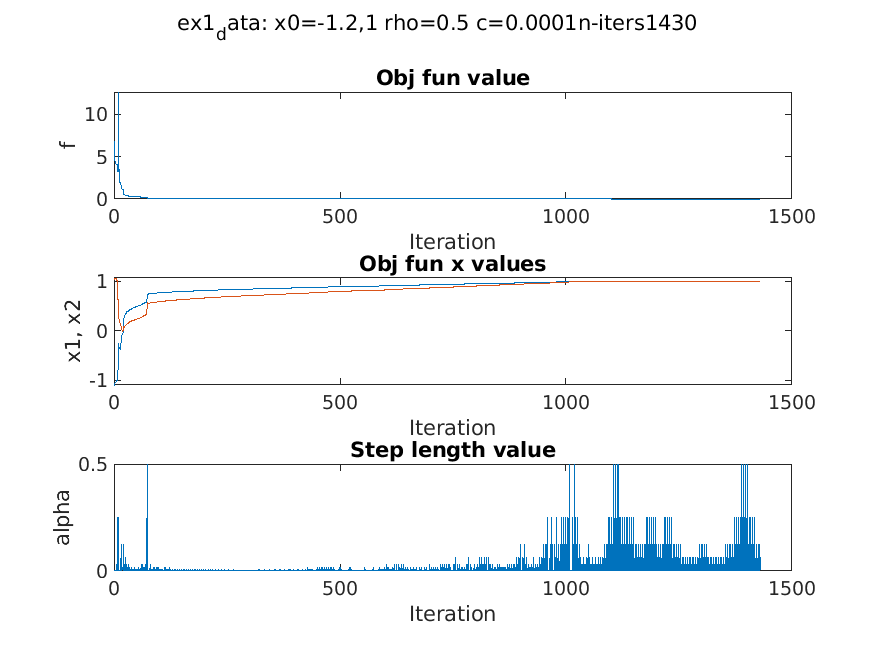 ex1data: x0=-1.2,1 rho=0.5 c=0.0001n-iters1430
Obj fun value
f
10
5
0
0 500 1000 1500
Iteration
Obj fun x values
x1, x2
1
0
-1
0 500 1000 1500
Iteration
Step length value
alpha
0.5
0
0 500 1000 1500
Iteration